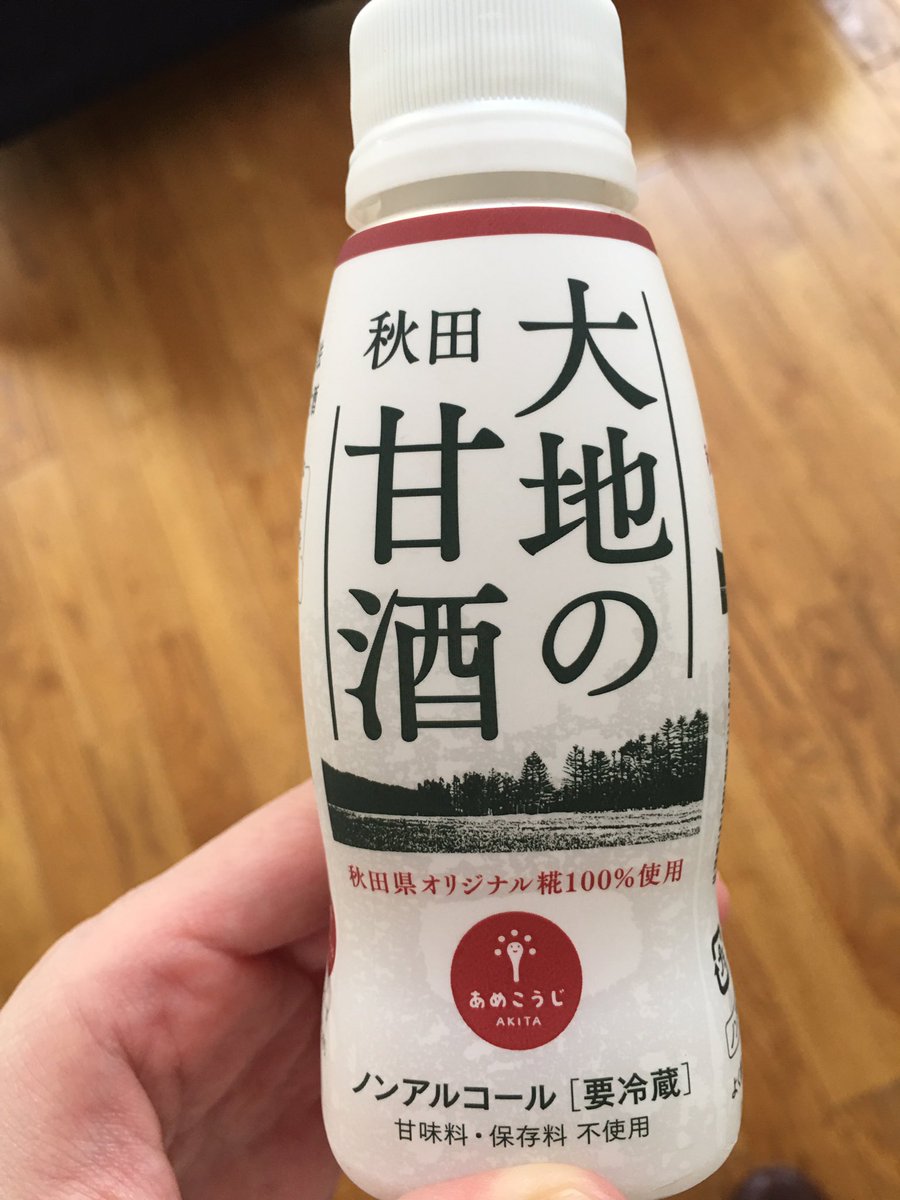 大地の
秋田
甘酒
秋田県オリジナル糀100%使用
あめこうじ
AKITA
ノンアルコール［要冷蔵］
甘味料・保存料 不使用